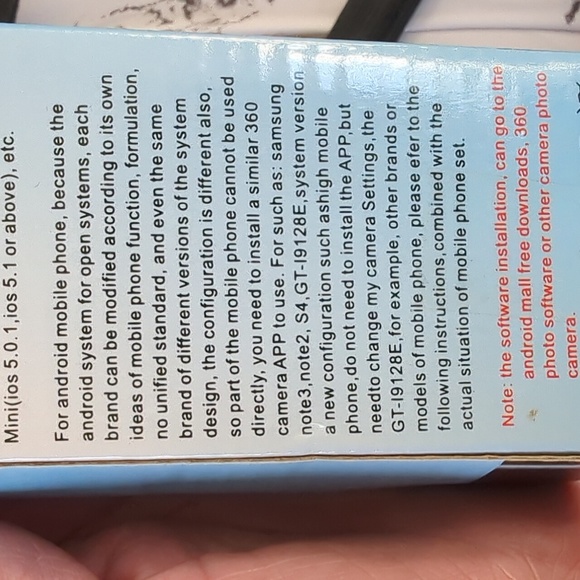 Mini(ios 5.0.1,ios 5.1 or above), etc.
For android mobile phone, because the
android system for open systems, each
brand can be modified according to its own
ideas of mobile phone function, formulation,
no unified standard, and even the same
brand of different versions of the system
design, the configuration is different also,
so part of the mobile phone cannot be used
directly, you need to install a similar 360
camera APP to use. For such as: samsung
note3,note2, S4,GT-I9128E,system version
a new configuration such ashigh mobile
phone,do not need to install the APP,but
needto change my camera Settings,the
GT-I9128E,for example, other brands or
models of mobile phone, please efer to the
following instructions,combined with the
actual situation of mobile phone set.
Note: the software installation, can go to the
android mall free downloads, 360
photo software or other camera photo
camera.